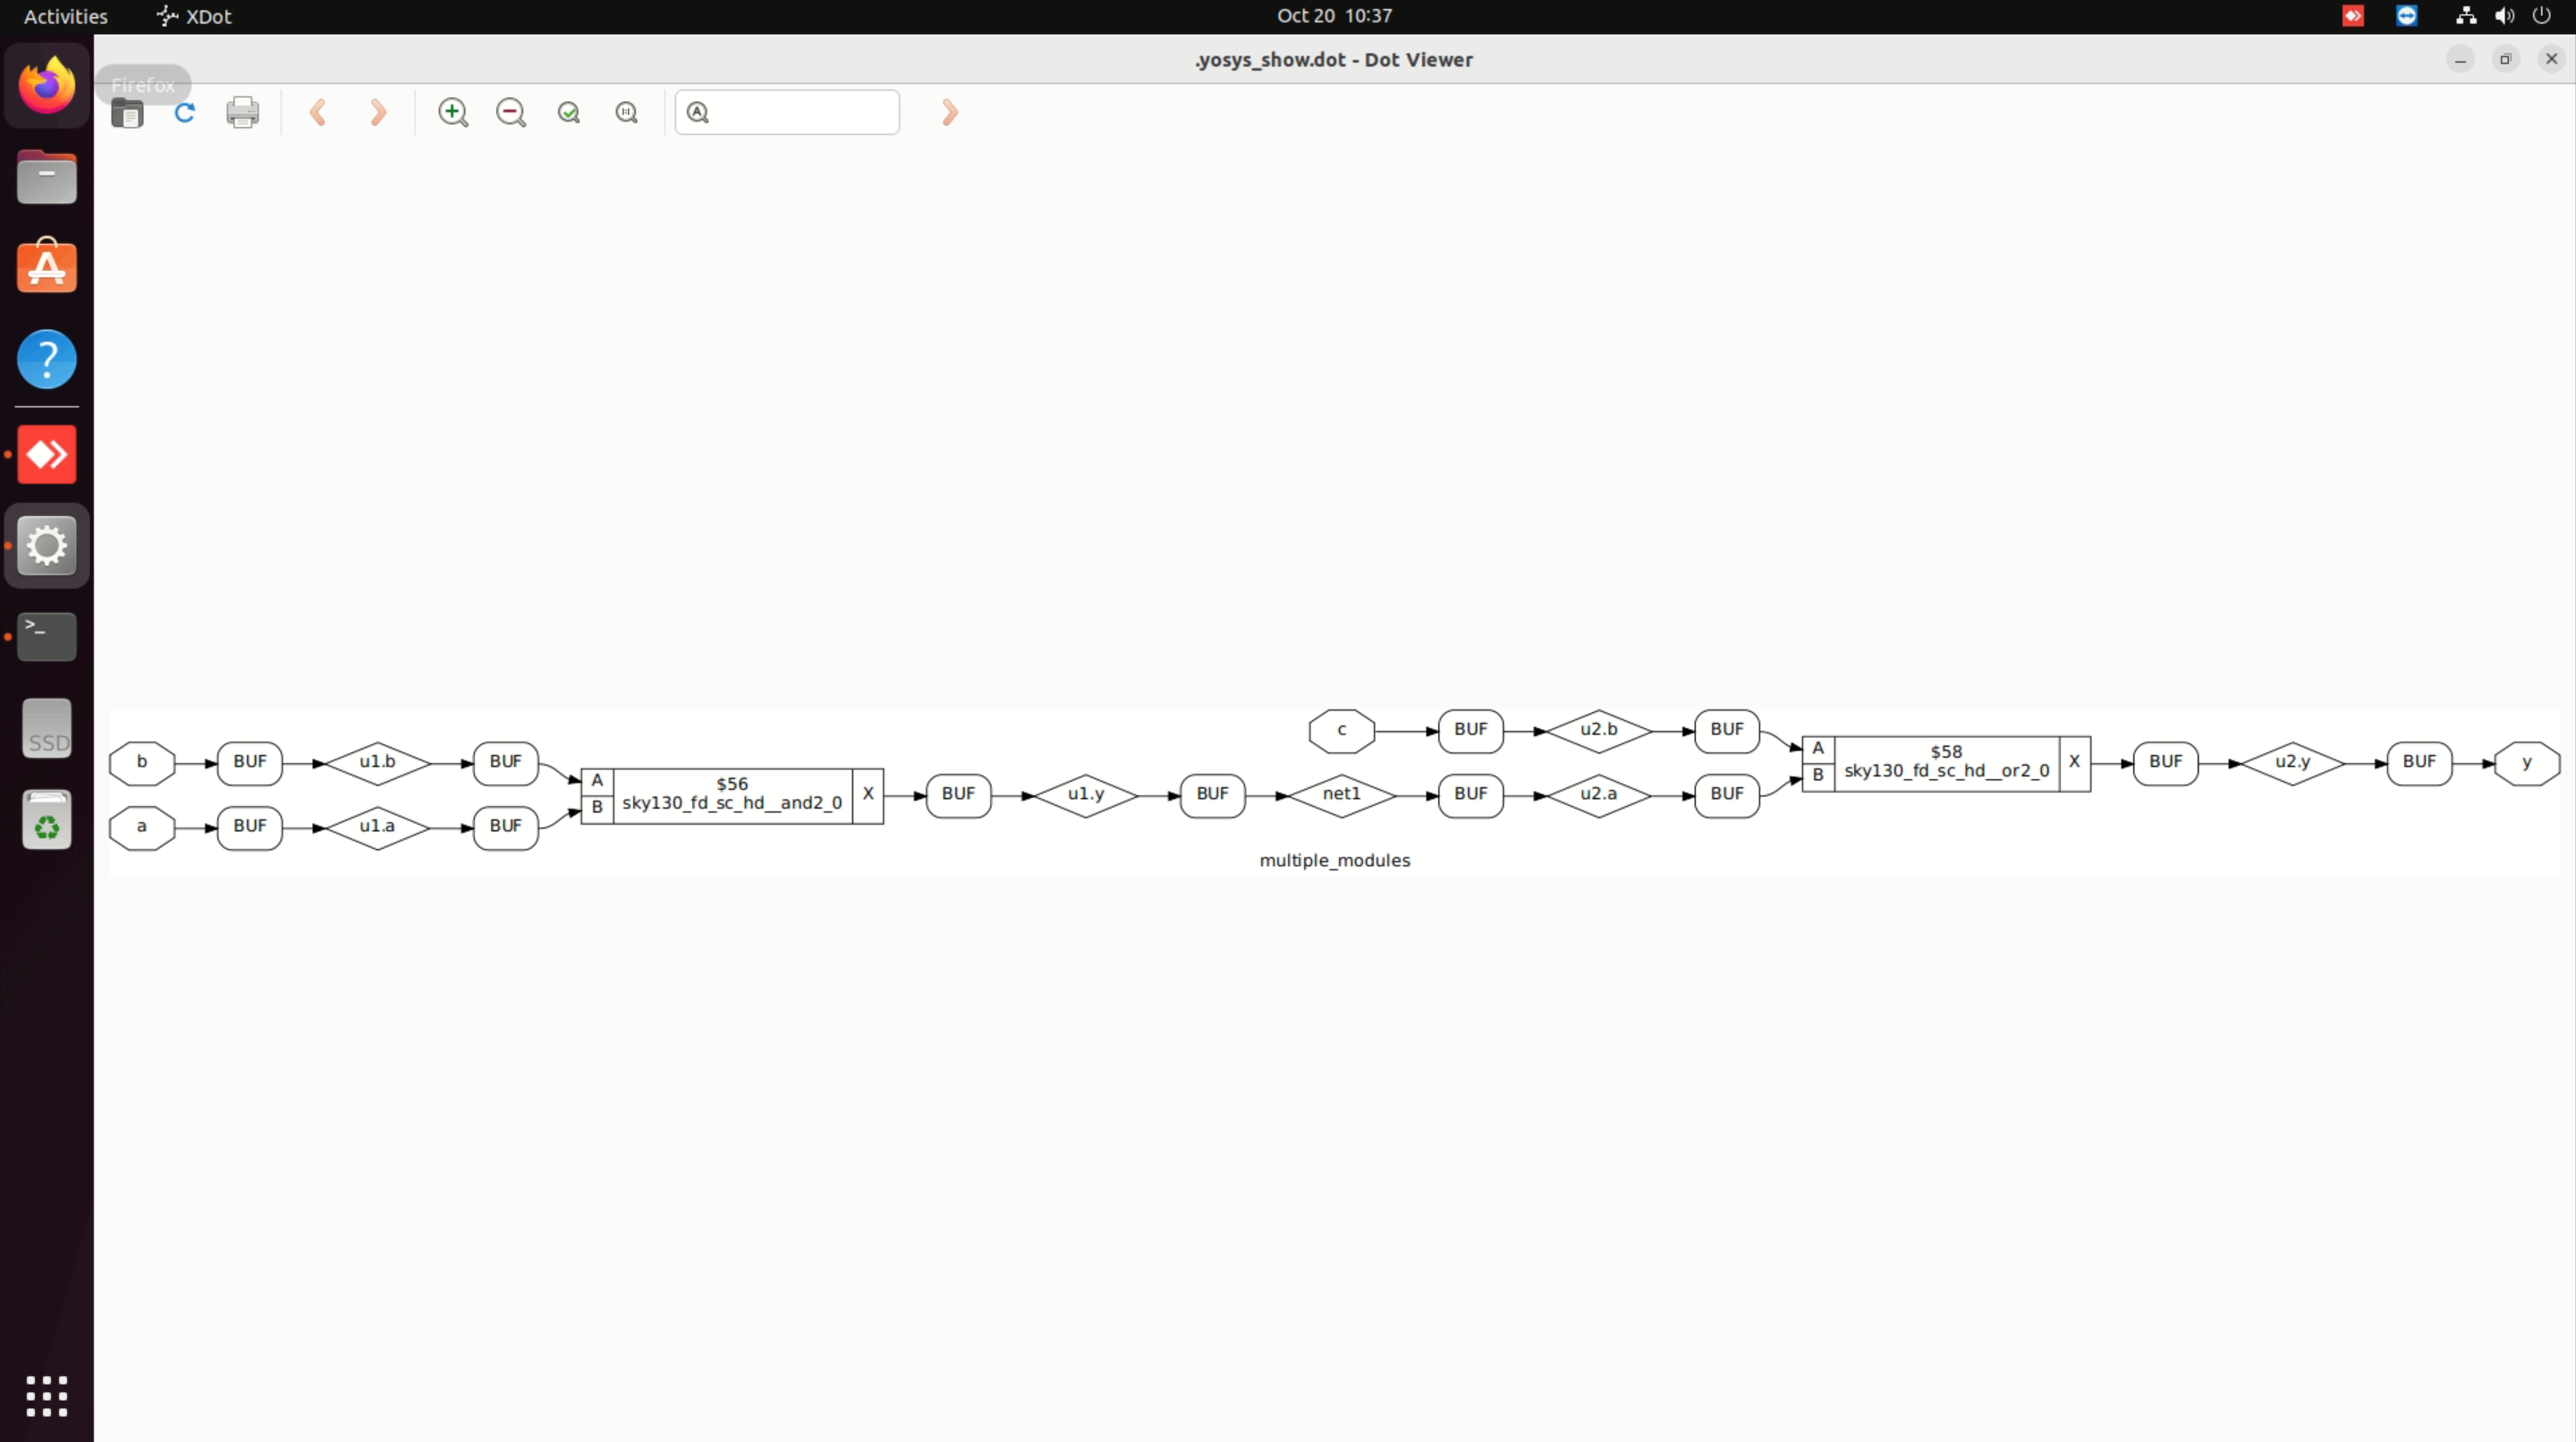 Activities XDot Oct 20 10:37
.yosys_show.dot - Dot Viewer
Firefox
SSD
c BUF u2.b BUF
b BUF u1.b BUF
A
B
$58
sky130_fd_sc_hd__or2_0
X
BUF u2.y BUF y
A
B
$56
sky130_fd_sc_hd__and2_0
X
BUF u1.y BUF net1 BUF u2.a BUF
a BUF u1.a BUF
multiple_modules